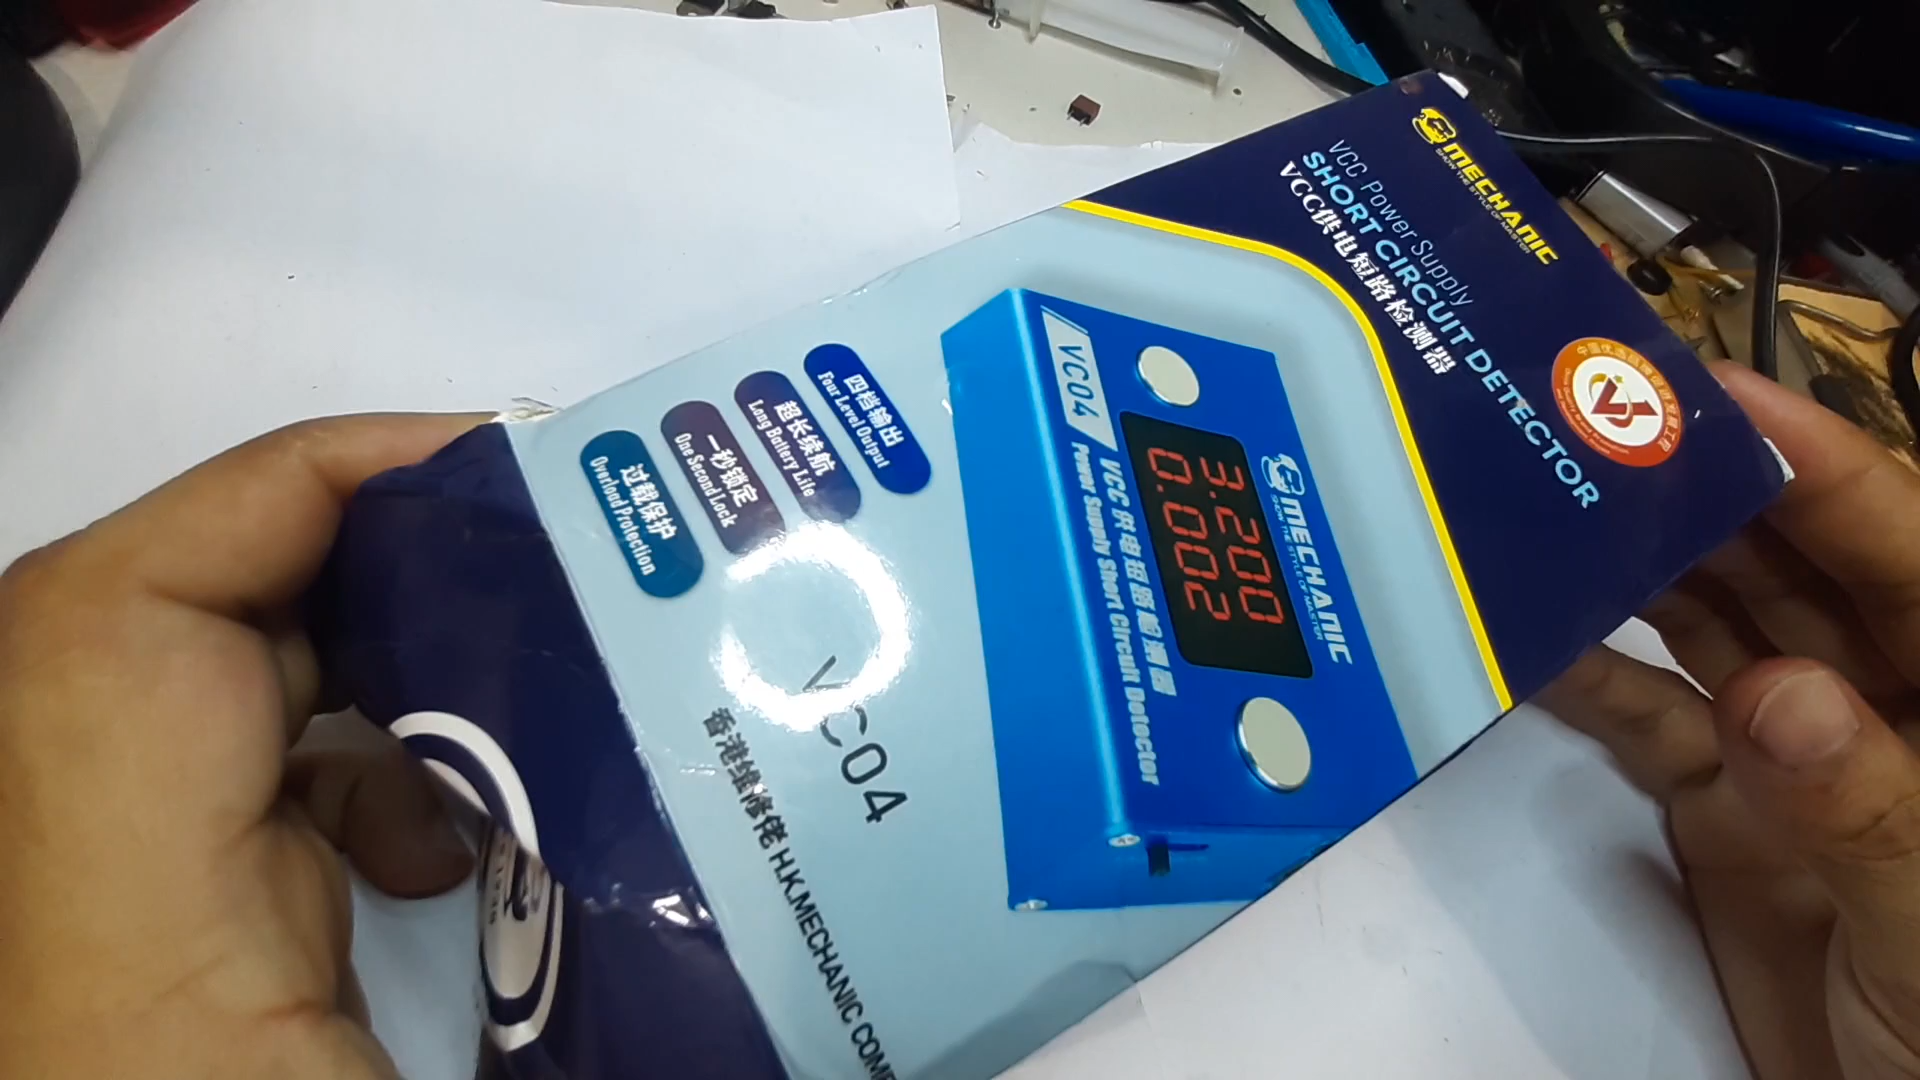 MECHANIC
SHOW THE STYLE OF MASTER
VCC Power Supply
SHORT CIRCUIT DETECTOR
VCC供电短路检测器
四档输出
Four Level Output
超长续航
Long Battery Life
一秒锁定
One Second Lock
过载保护
Overload Protection
MECHANIC
SHOW THE STYLE OF MASTER
3.200
0.002
VC04
VCC供电短路检测器
Power Supply Short Circuit Detector
VC04
香港维修佬 H.K.MECHANIC